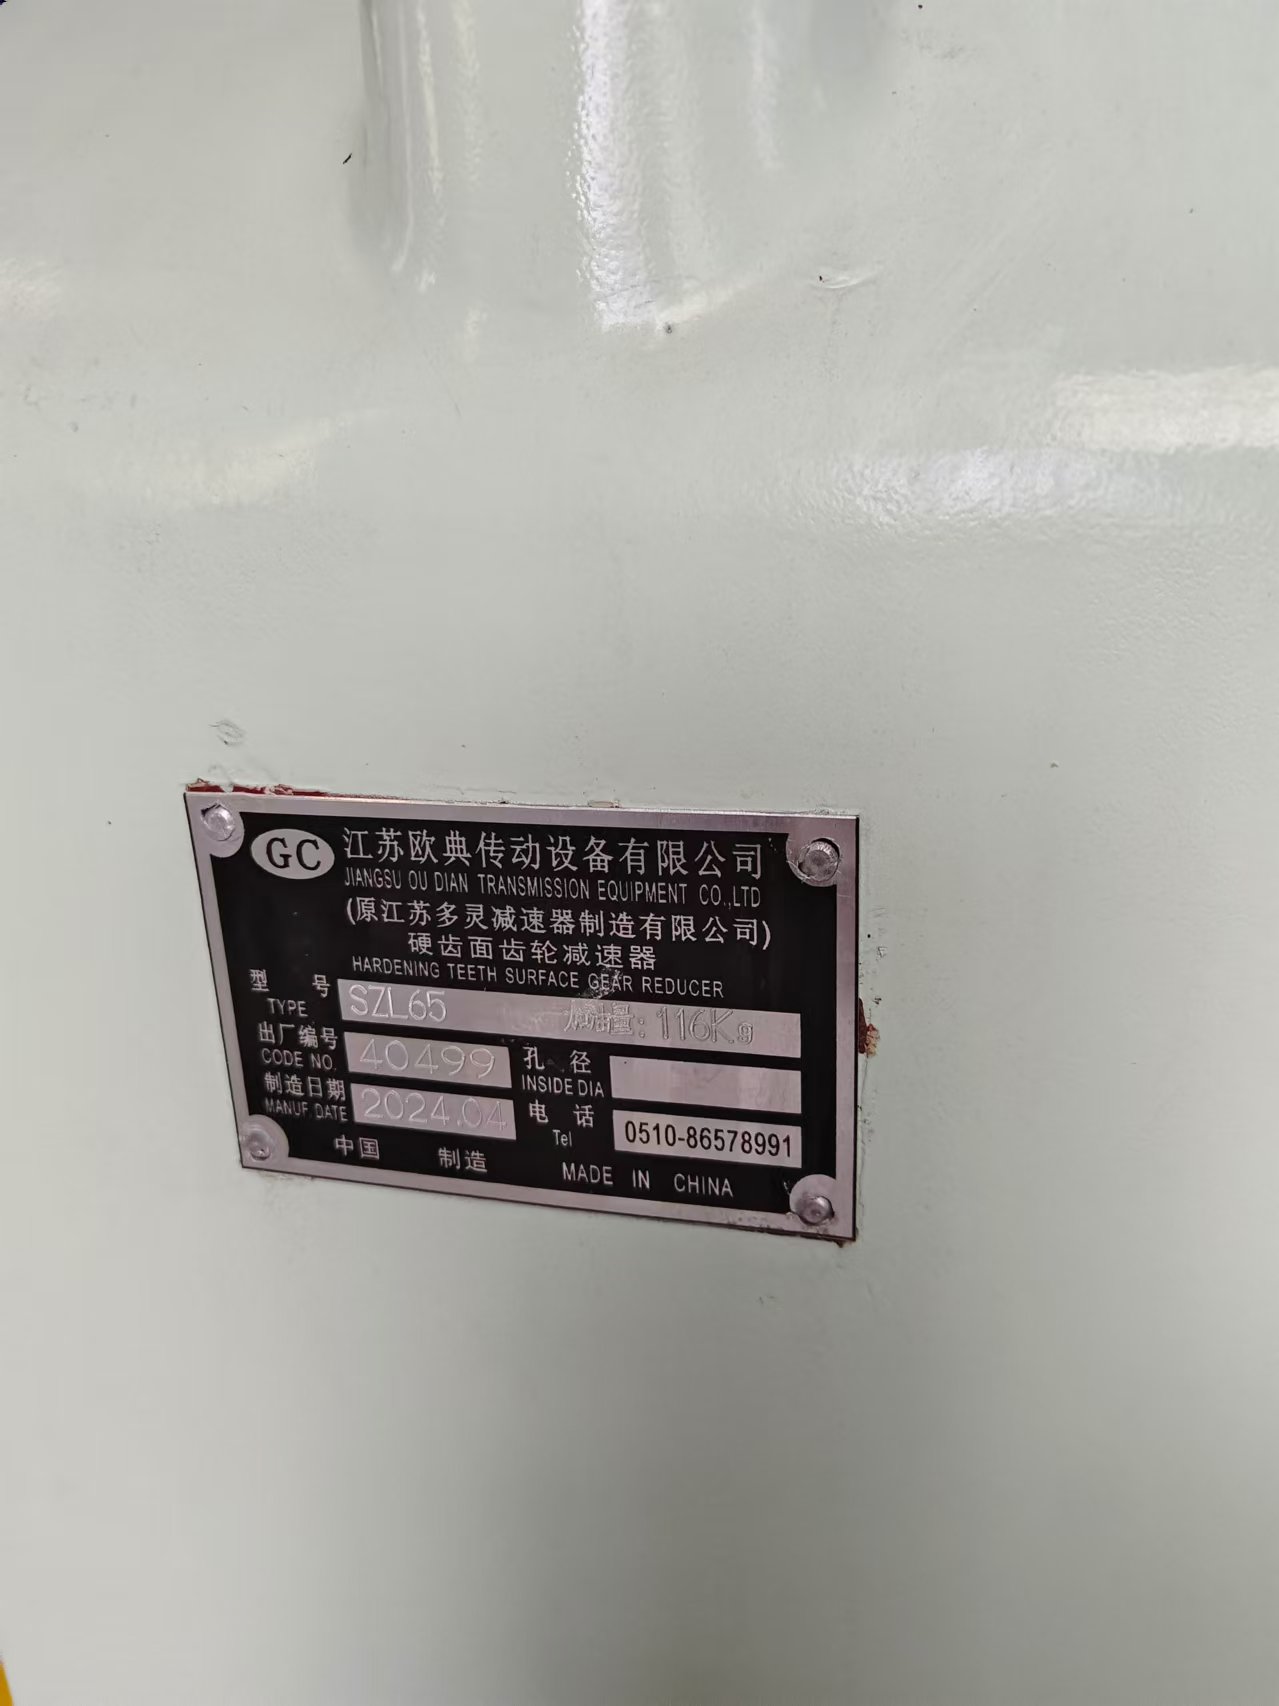 GC 江苏欧典传动设备有限公司
JIANGSU OU DIAN TRANSMISSION EQUIPMENT CO.,LTD
(原江苏多灵减速器制造有限公司)
硬齿面齿轮减速器
HARDENING TEETH SURFACE GEAR REDUCER
型 号 TYPE SZL65 油量:116Kg
出厂编号 CODE NO. 40499 孔 径 INSIDE DIA
制造日期 MANUF. DATE 2024.04 电 话 Tel 0510-86578991
中国 制造 MADE IN CHINA